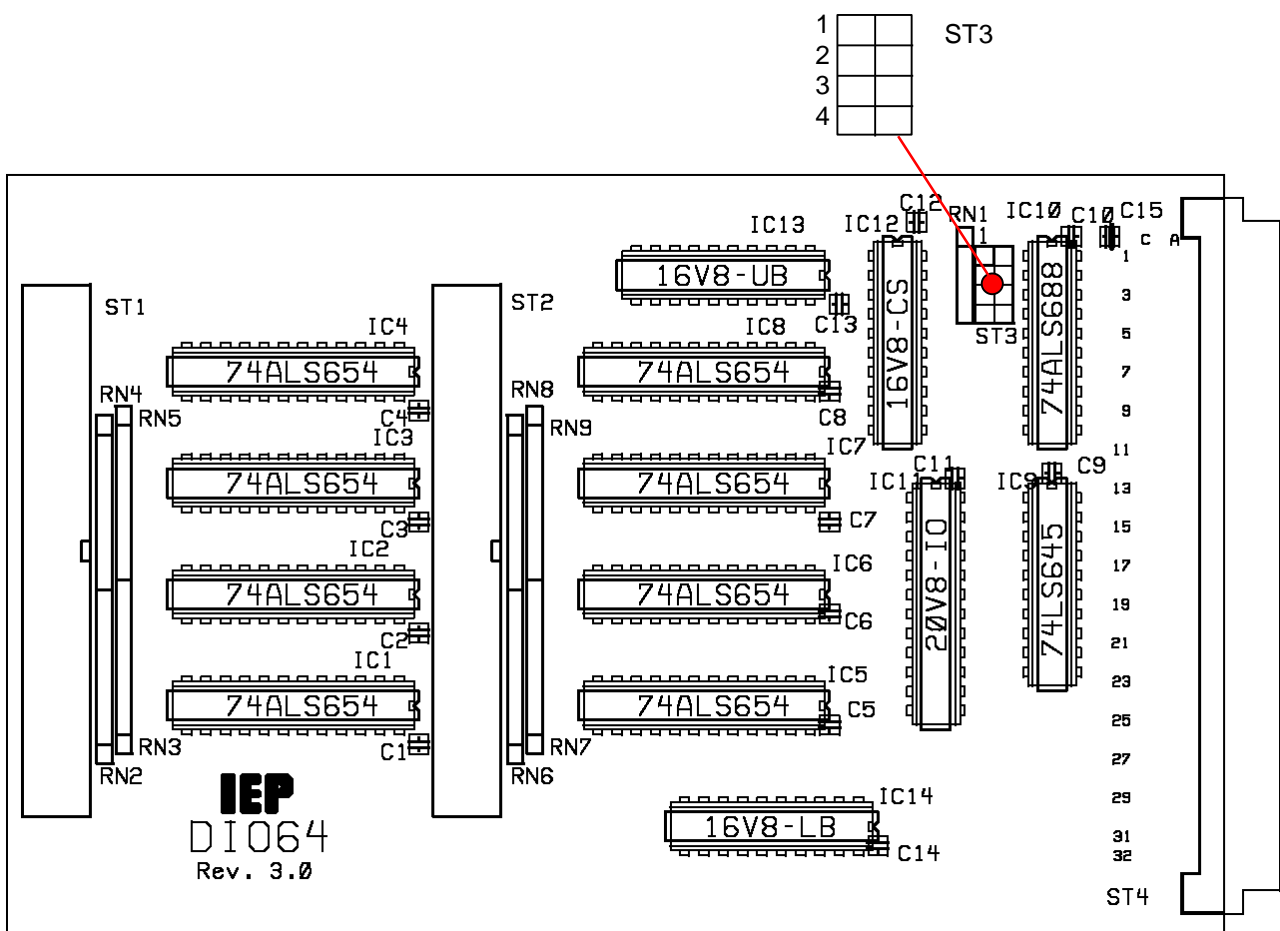 1
ST3
2
3
4
C12
RN1
IC10
C10
C15
IC13
IC12
1
C A
16V8-UB
16V8-CS
74ALS688
1
3
5
7
9
11
13
15
17
19
21
23
25
27
29
31
32
C13
ST3
ST1
ST2
IC4
IC8
74ALS654
74ALS654
RN4
RN5
C4
RN8
RN9
C8
IC3
IC7
74ALS654
74ALS654
C11
IC11
IC9
C9
C3
C7
IC2
IC6
74ALS654
74ALS654
20V8-IO
74LS645
C2
C6
IC1
IC5
74ALS654
74ALS654
C5
RN3
C1
RN7
RN2
RN6
IEP
DIO64
Rev. 3.0
IC14
16V8-LB
C14
ST4